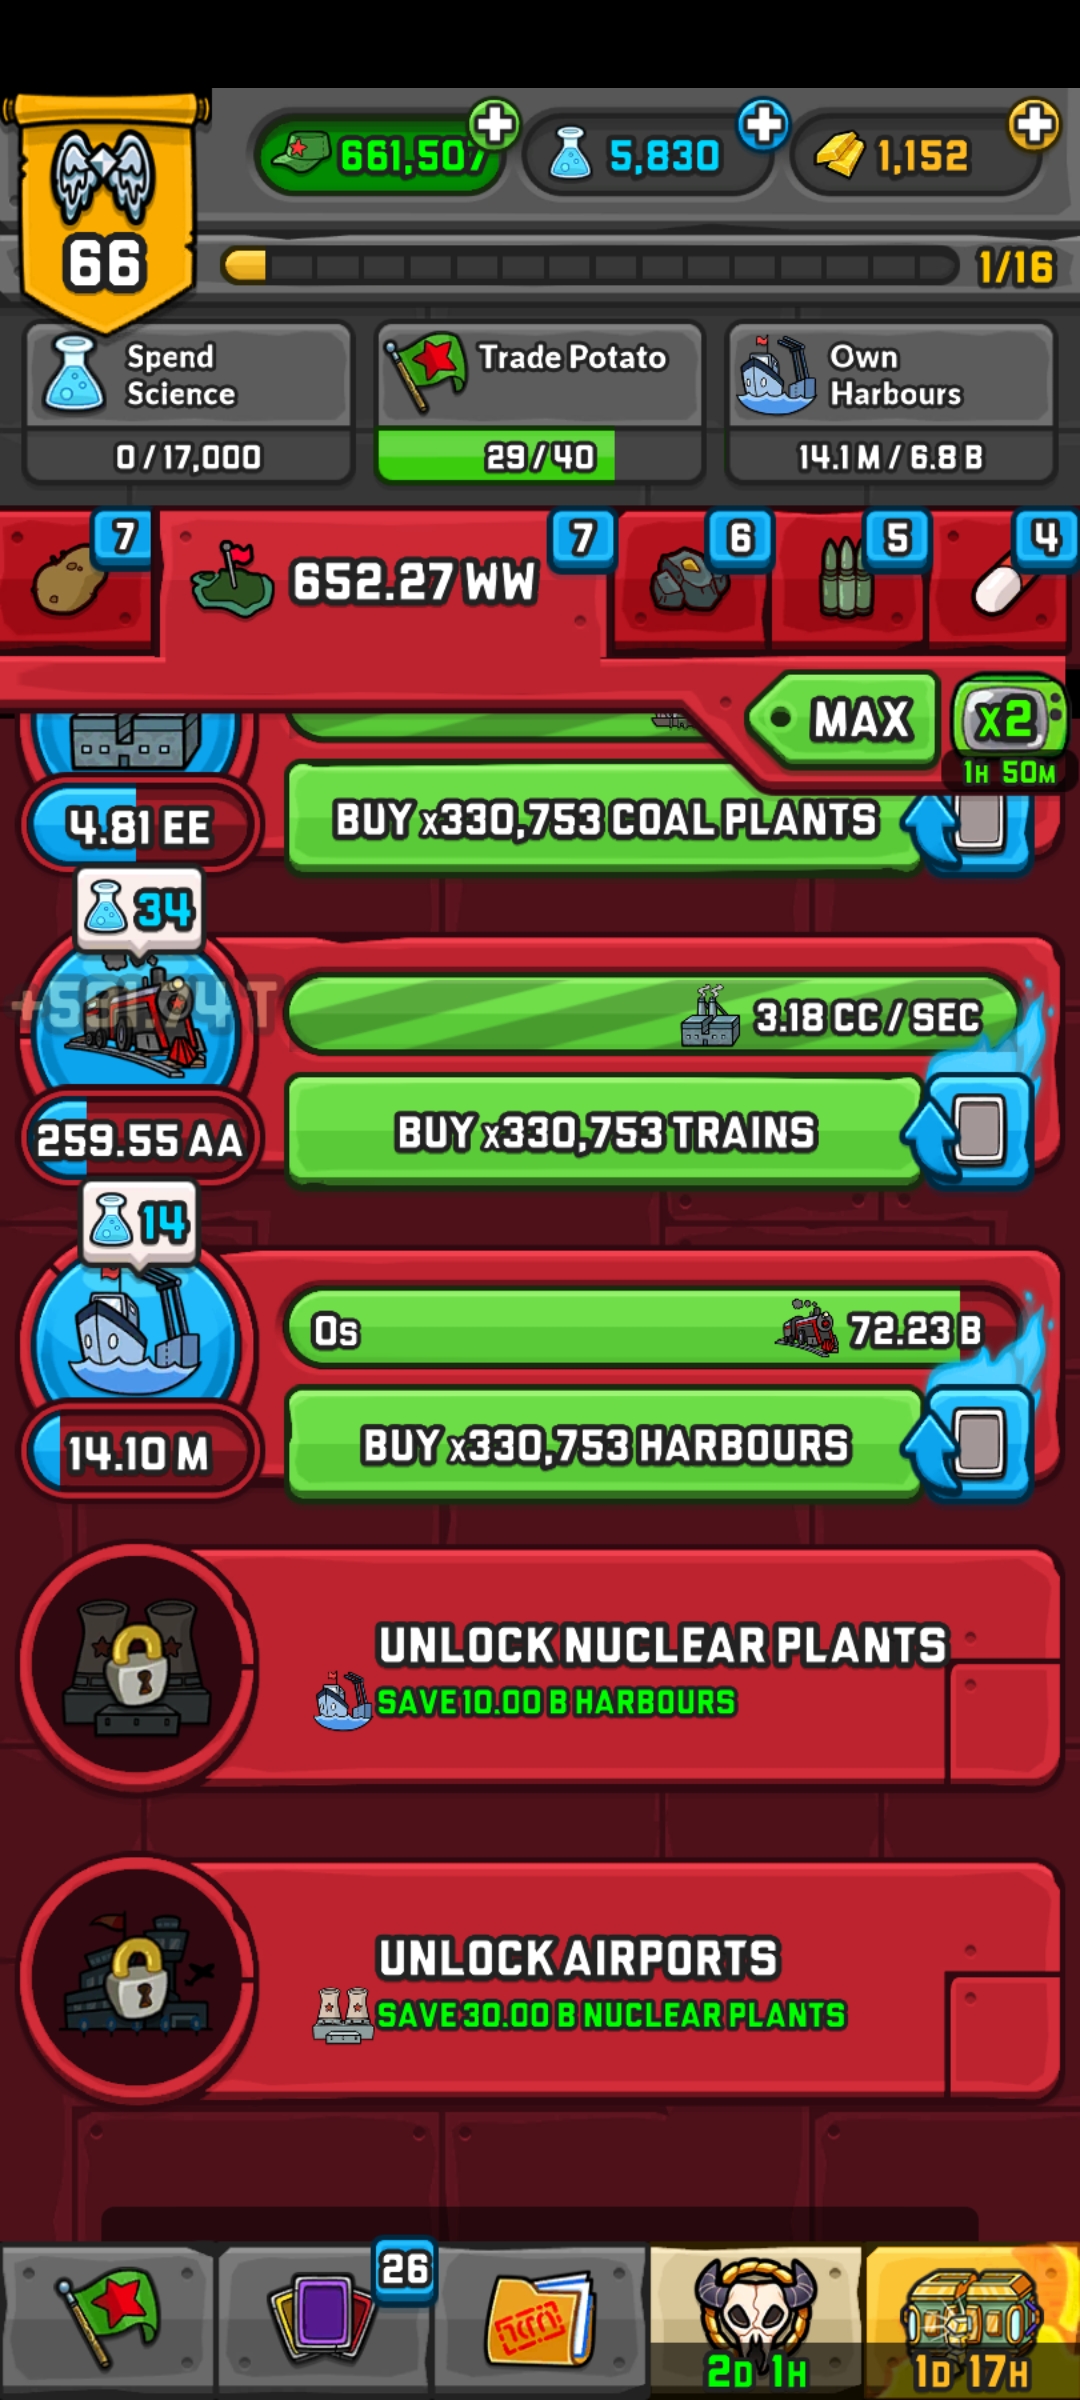 661,507
5,830
1,152
66
1/16
Spend
Science
0 / 17,000
Trade Potato
29 / 40
Own
Harbours
14.1 M / 6.8 B
7
652.27 WW
7
6
5
4
MAX
x2
1H 50M
4.81 EE
BUY x330,753 COAL PLANTS
34
3.18 CC / SEC
259.55 AA
BUY x330,753 TRAINS
14
0s
72.23 B
14.10 M
BUY x330,753 HARBOURS
UNLOCK NUCLEAR PLANTS
SAVE 10.00 B HARBOURS
UNLOCK AIRPORTS
SAVE 30.00 B NUCLEAR PLANTS
26
2D 1H
1D 17H